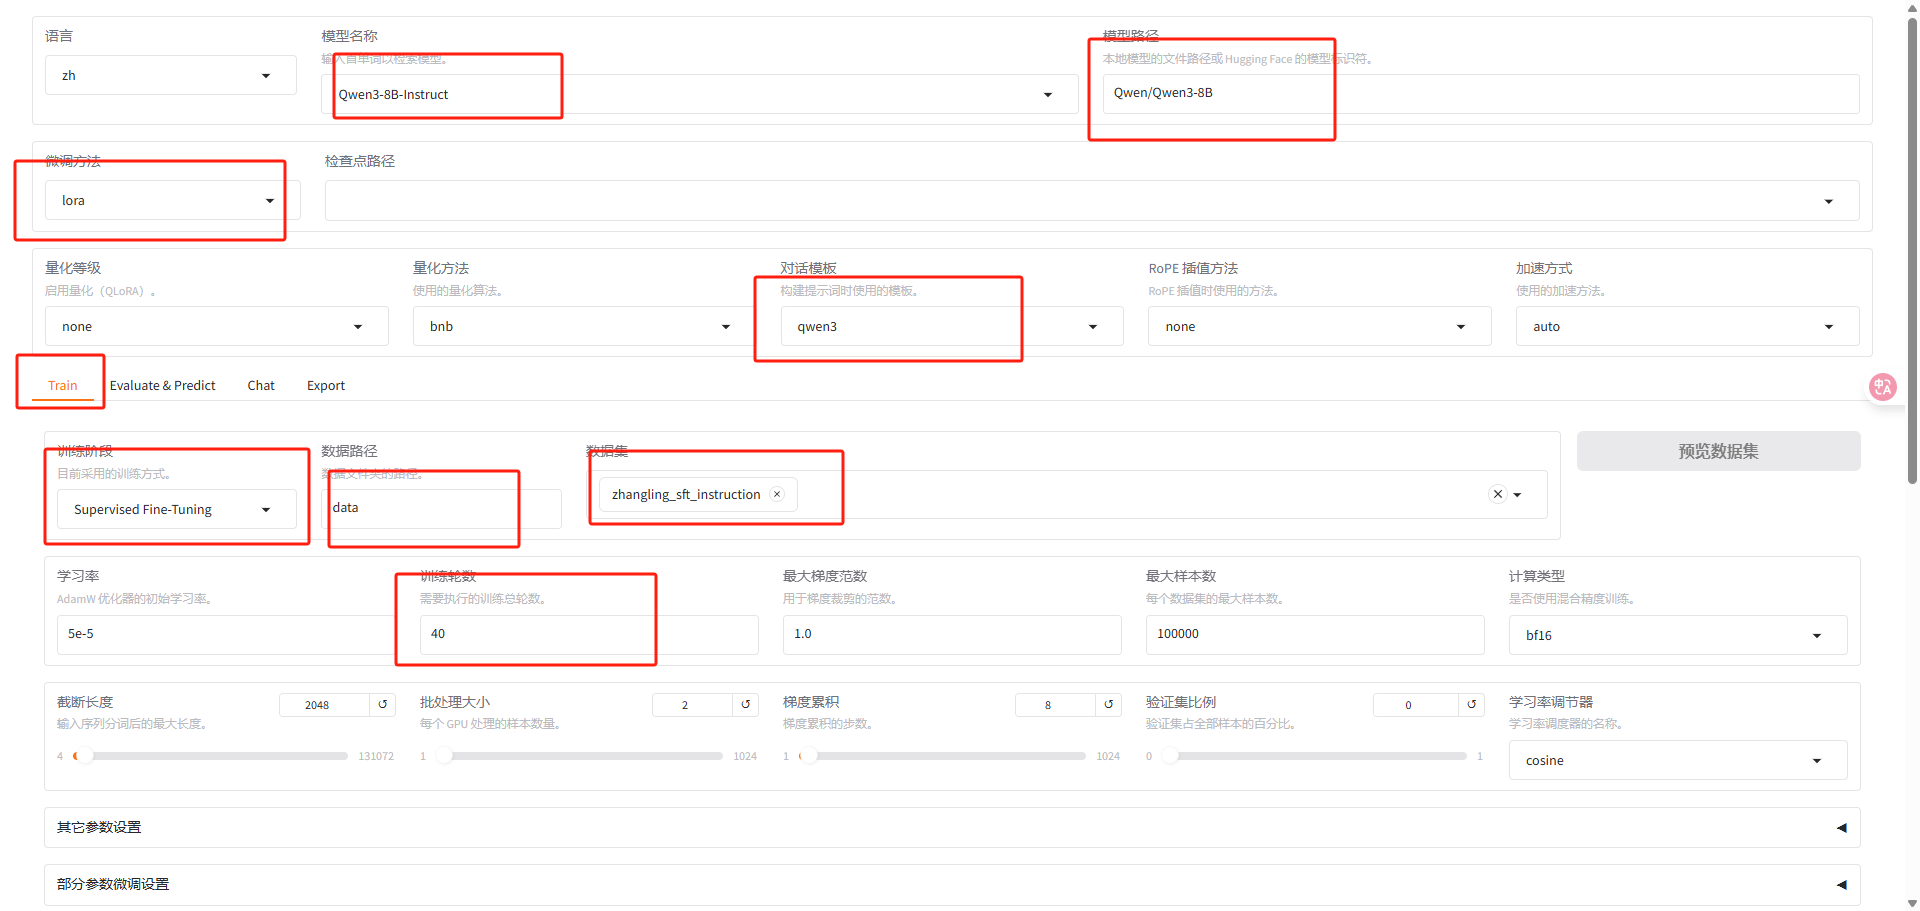 语言
zh
模型名称
输入首单词以检索模型。
Qwen3-8B-Instruct
模型路径
本地模型的文件路径或 Hugging Face 的模型标识符。
Qwen/Qwen3-8B
微调方法
lora
检查点路径
量化等级
启用量化（QLoRA）。
none
量化方法
使用的量化算法。
bnb
对话模板
构建提示词时使用的模板。
qwen3
RoPE 插值方法
RoPE 插值时使用的方法。
none
加速方式
使用的加速方法。
auto
Train
Evaluate & Predict
Chat
Export
训练阶段
目前采用的训练方式。
Supervised Fine-Tuning
数据路径
数据文件夹的路径。
data
数据集
zhangling_sft_instruction
预览数据集
学习率
AdamW 优化器的初始学习率。
5e-5
训练轮数
需要执行的训练总轮数。
40
最大梯度范数
用于梯度裁剪的范数。
1.0
最大样本数
每个数据集的最大样本数。
100000
计算类型
是否使用混合精度训练。
bf16
截断长度
输入序列分词后的最大长度。
2048
4
131072
批处理大小
每个 GPU 处理的样本数量。
2
1
1024
梯度累积
梯度累积的步数。
8
1
1024
验证集比例
验证集占全部样本的百分比。
0
0
1
学习率调节器
学习率调度器的名称。
cosine
其它参数设置
部分参数微调设置
中
A